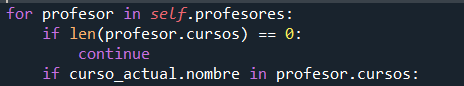 for profesor in self.profesores:
    if len(profesor.cursos) == 0:
        continue
    if curso_actual.nombre in profesor.cursos: